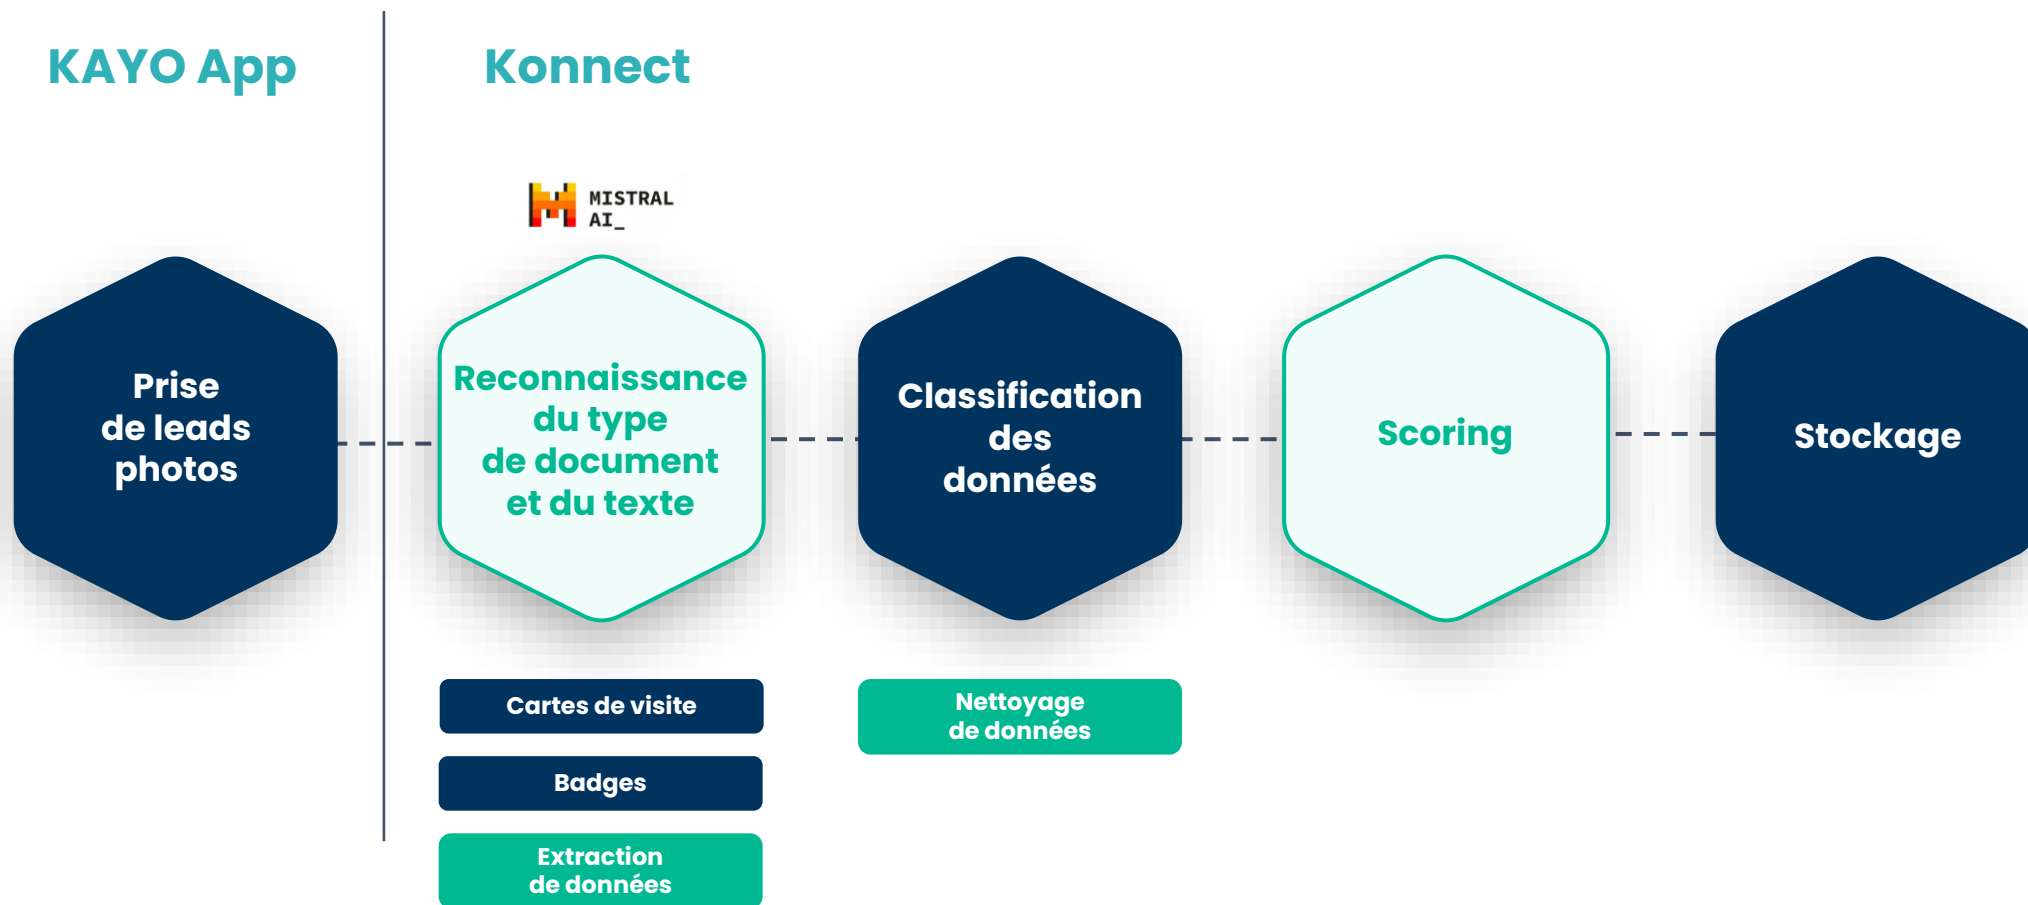 KAYO App
Konnect
MISTRAL
AI_
Prise
de leads
photos
Reconnaissance
du type
de document
et du texte
Classification
des
données
Scoring
Stockage
Cartes de visite
Badges
Extraction
de données
Nettoyage
de données